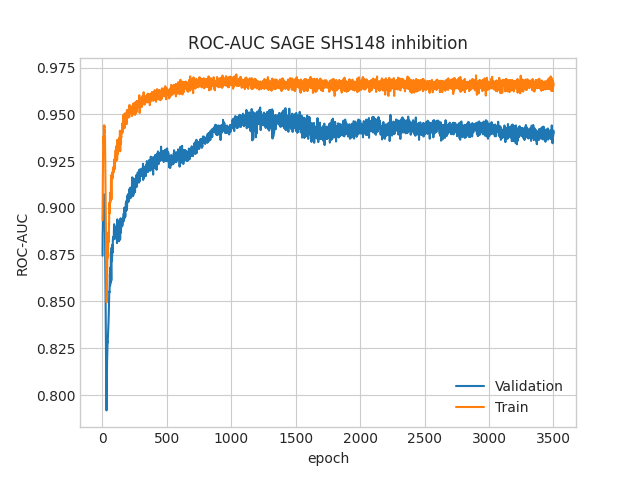 ROC-AUC SAGE SHS148 inhibition
0.975
0.950
0.925
0.900
0.875
0.850
0.825
0.800
ROC-AUC
Validation
Train
0 500 1000 1500 2000 2500 3000 3500
epoch